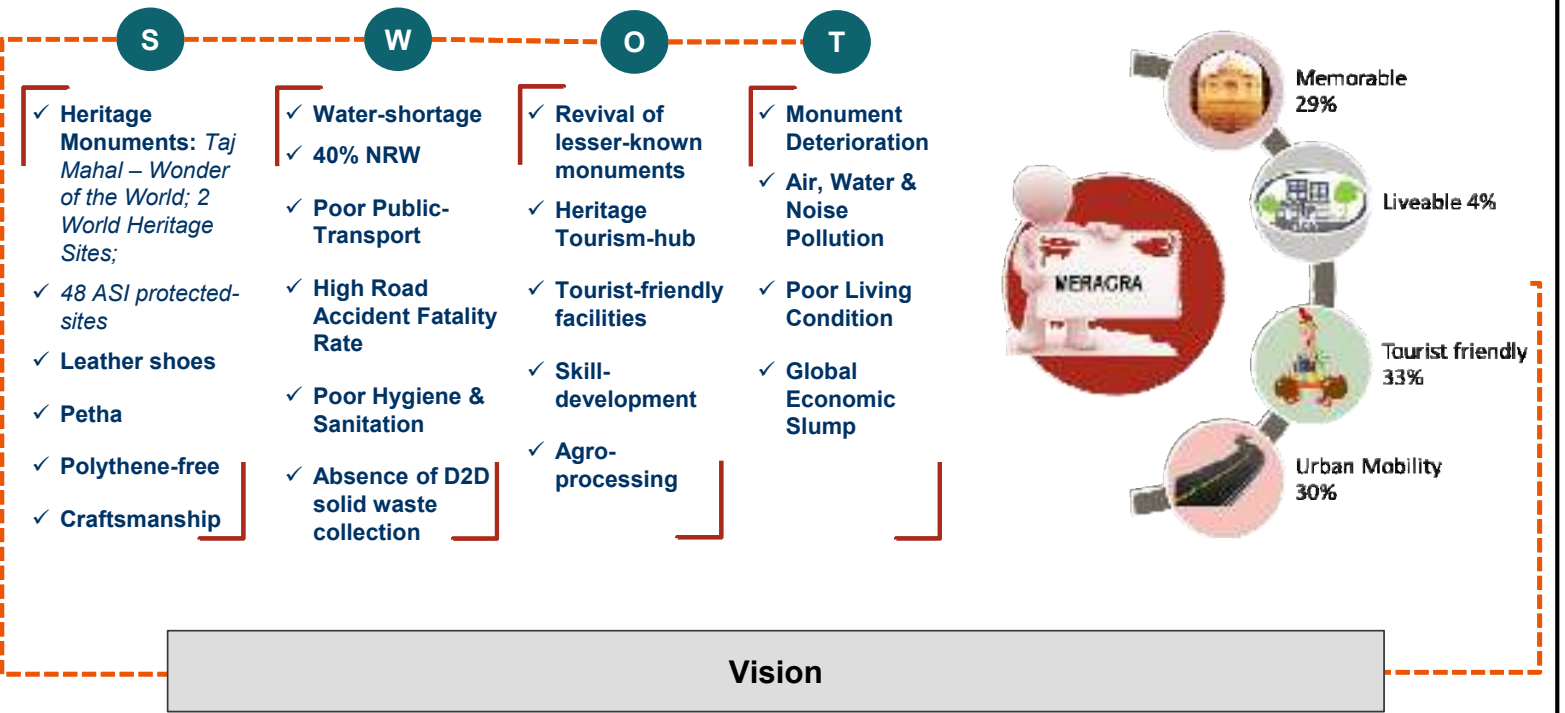 S
W
O
T
✓ Heritage
Monuments: Taj
Mahal – Wonder
of the World; 2
World Heritage
Sites;
✓ 48 ASI protected-
sites
✓ Leather shoes
✓ Petha
✓ Polythene-free
✓ Craftsmanship
✓ Water-shortage
✓ 40% NRW
✓ Poor Public-
Transport
✓ High Road
Accident Fatality
Rate
✓ Poor Hygiene &
Sanitation
✓ Absence of D2D
solid waste
collection
✓ Revival of
lesser-known
monuments
✓ Heritage
Tourism-hub
✓ Tourist-friendly
facilities
✓ Skill-
development
✓ Agro-
processing
✓ Monument
Deterioration
✓ Air, Water &
Noise
Pollution
✓ Poor Living
Condition
✓ Global
Economic
Slump
MERAGRA
Memorable
29%
Liveable 4%
Tourist friendly
33%
Urban Mobility
30%
Vision